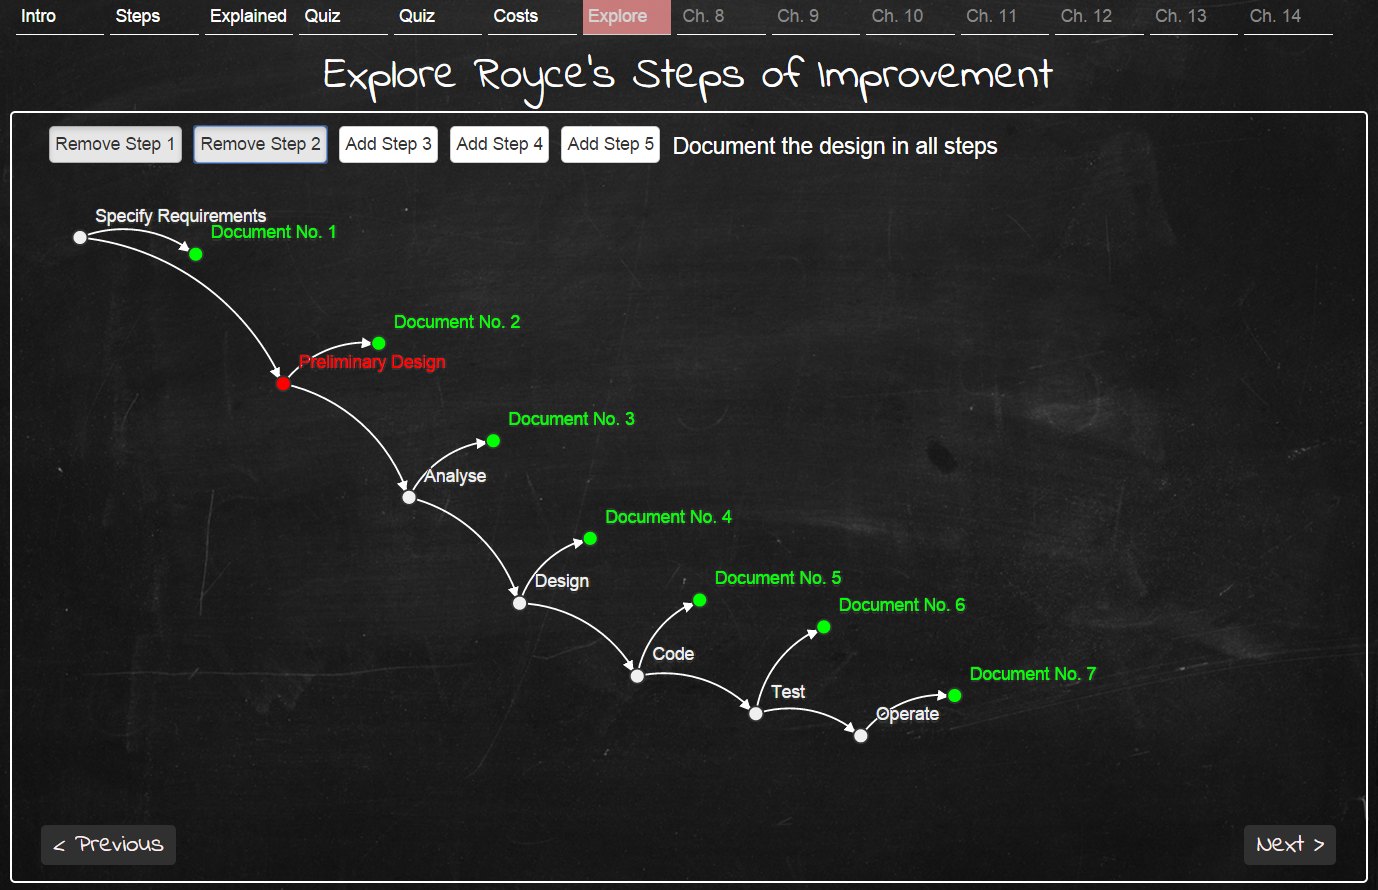 Intro Steps Explained Quiz Quiz Costs Explore Ch. 8 Ch. 9 Ch. 10 Ch. 11 Ch. 12 Ch. 13 Ch. 14
Explore Royce's Steps of Improvement
Remove Step 1 Remove Step 2 Add Step 3 Add Step 4 Add Step 5 Document the design in all steps
Specify Requirements
Document No. 1
Document No. 2
Preliminary Design
Document No. 3
Analyse
Document No. 4
Document No. 5
Design
Document No. 6
Code
Document No. 7
Test
Operate
< Previous Next >